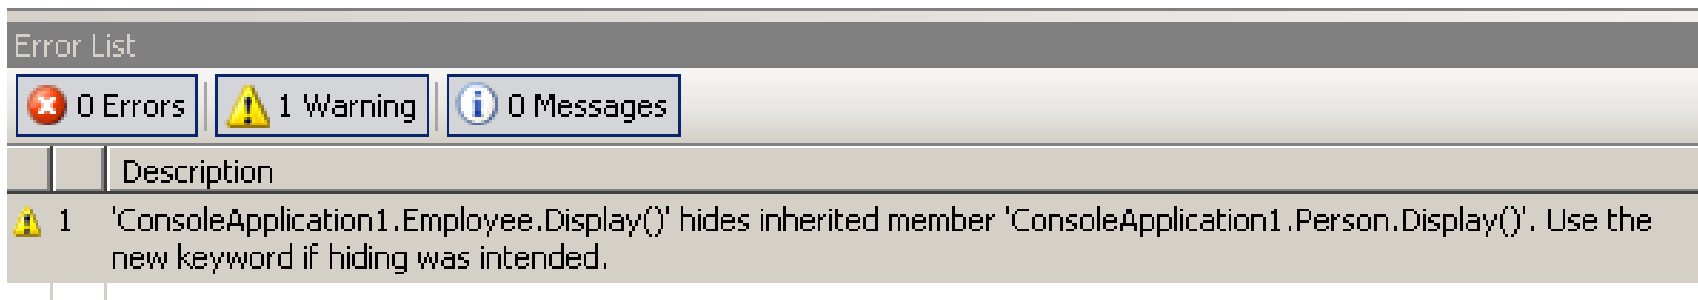 Error List
0 Errors 1 Warning 0 Messages
Description
1 'ConsoleApplication1.Employee.Display()' hides inherited member 'ConsoleApplication1.Person.Display()'. Use the
new keyword if hiding was intended.